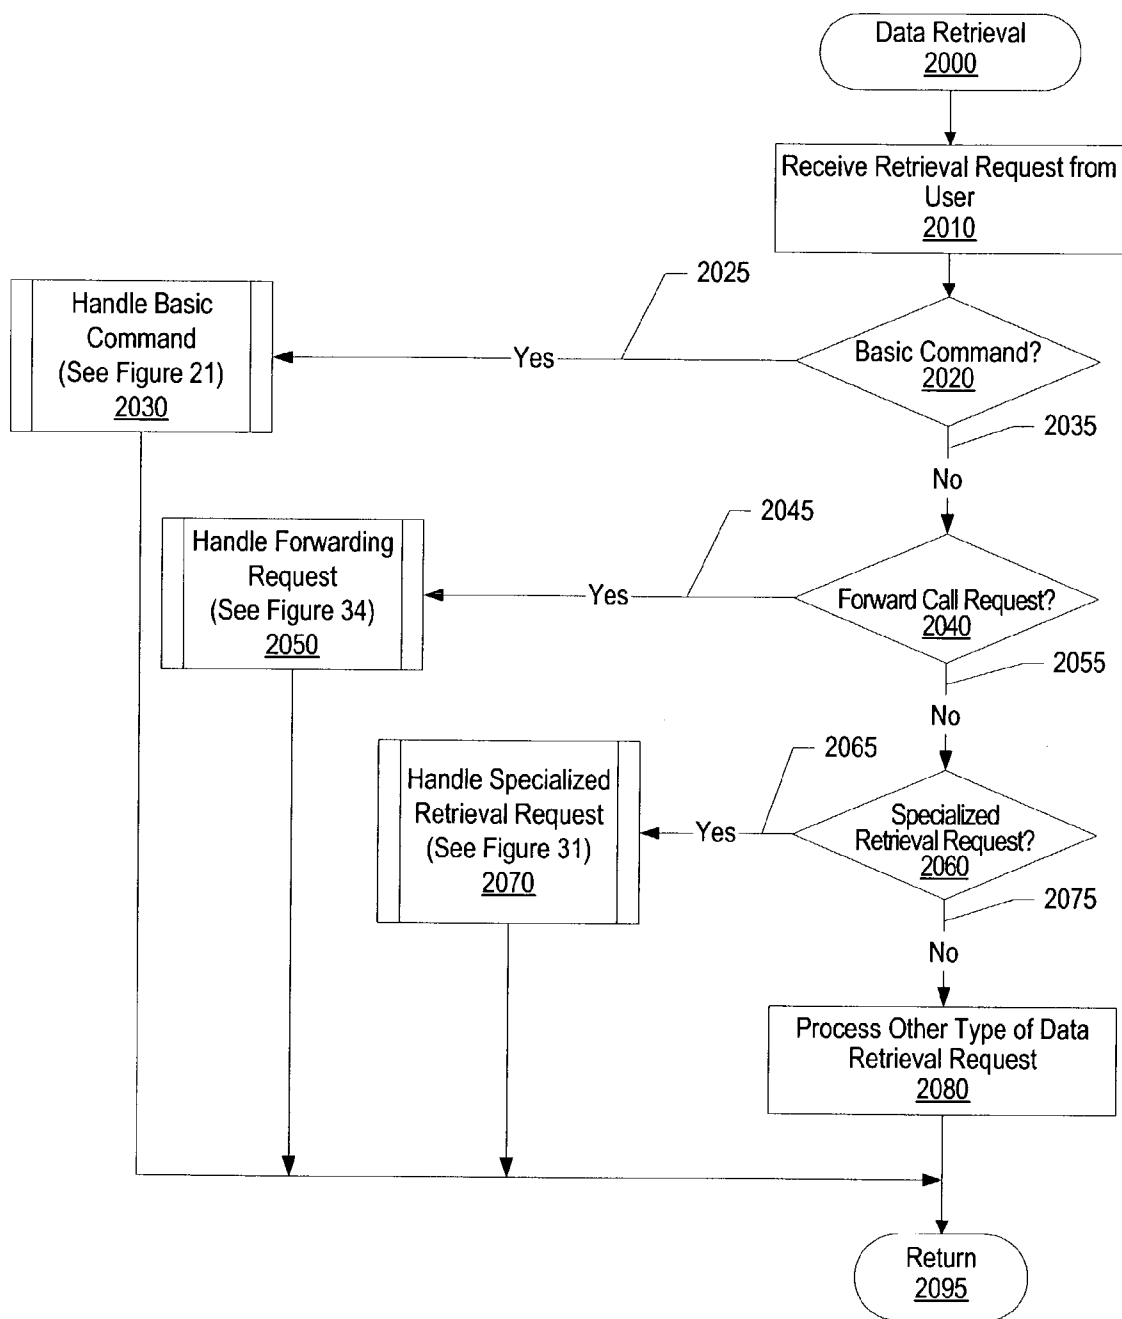 Data Retrieval
2000
Receive Retrieval Request from
User
2010
2025
Handle Basic
Command
(See Figure 21)
2030
Yes
Basic Command?
2020
2035
No
2045
Handle Forwarding
Request
(See Figure 34)
2050
Yes
Forward Call Request?
2040
2055
No
2065
Handle Specialized
Retrieval Request
(See Figure 31)
2070
Yes
Specialized
Retrieval Request?
2060
2075
No
Process Other Type of Data
Retrieval Request
2080
Return
2095